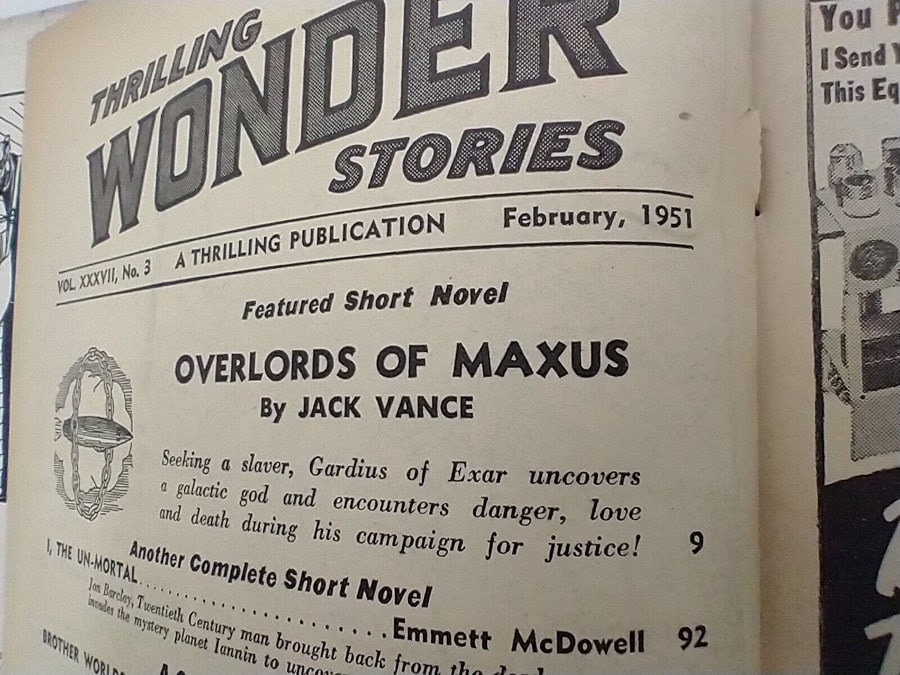 THRILLING
WONDER
STORIES
VOL. XXXVII, No. 3 A THRILLING PUBLICATION February, 1951
Featured Short Novel
OVERLORDS OF MAXUS
By JACK VANCE
Seeking a slaver, Gardius of Exar uncovers
a galactic god and encounters danger, love
and death during his campaign for justice! 9
Another Complete Short Novel
I, THE UN-MORTAL..............................Emmett McDowell 92
Jon Barclay, Twentieth Century man brought back from the dead
invades the mystery planet Iannin to
BROTHER
You
I Send
This